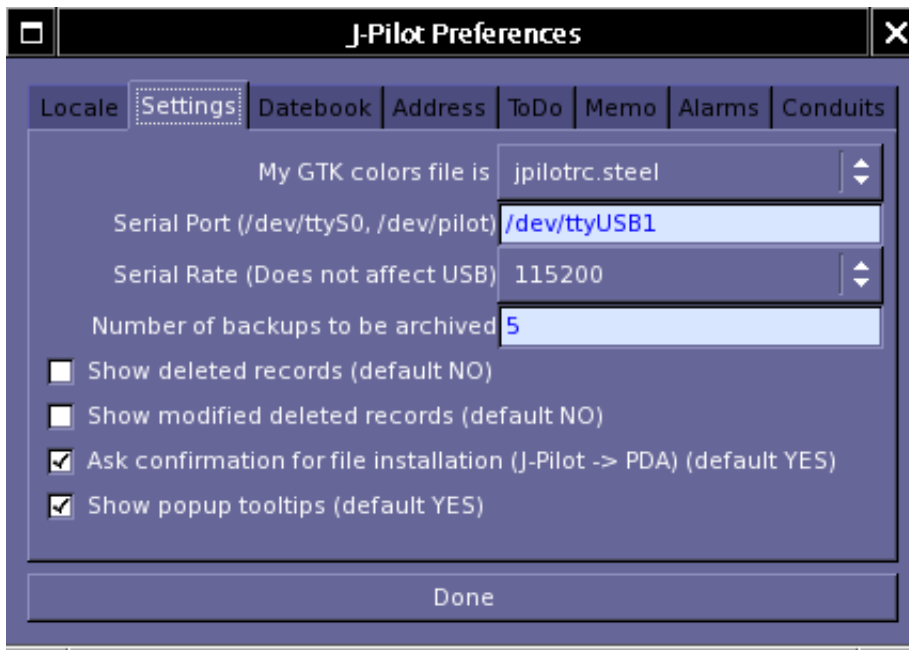 J-Pilot Preferences
Locale Settings Datebook Address ToDo Memo Alarms Conduits
My GTK colors file is jpilotrc.steel
Serial Port (/dev/ttyS0, /dev/pilot) /dev/ttyUSB1
Serial Rate (Does not affect USB) 115200
Number of backups to be archived 5
Show deleted records (default NO)
Show modified deleted records (default NO)
Ask confirmation for file installation (J-Pilot -> PDA) (default YES)
Show popup tooltips (default YES)
Done